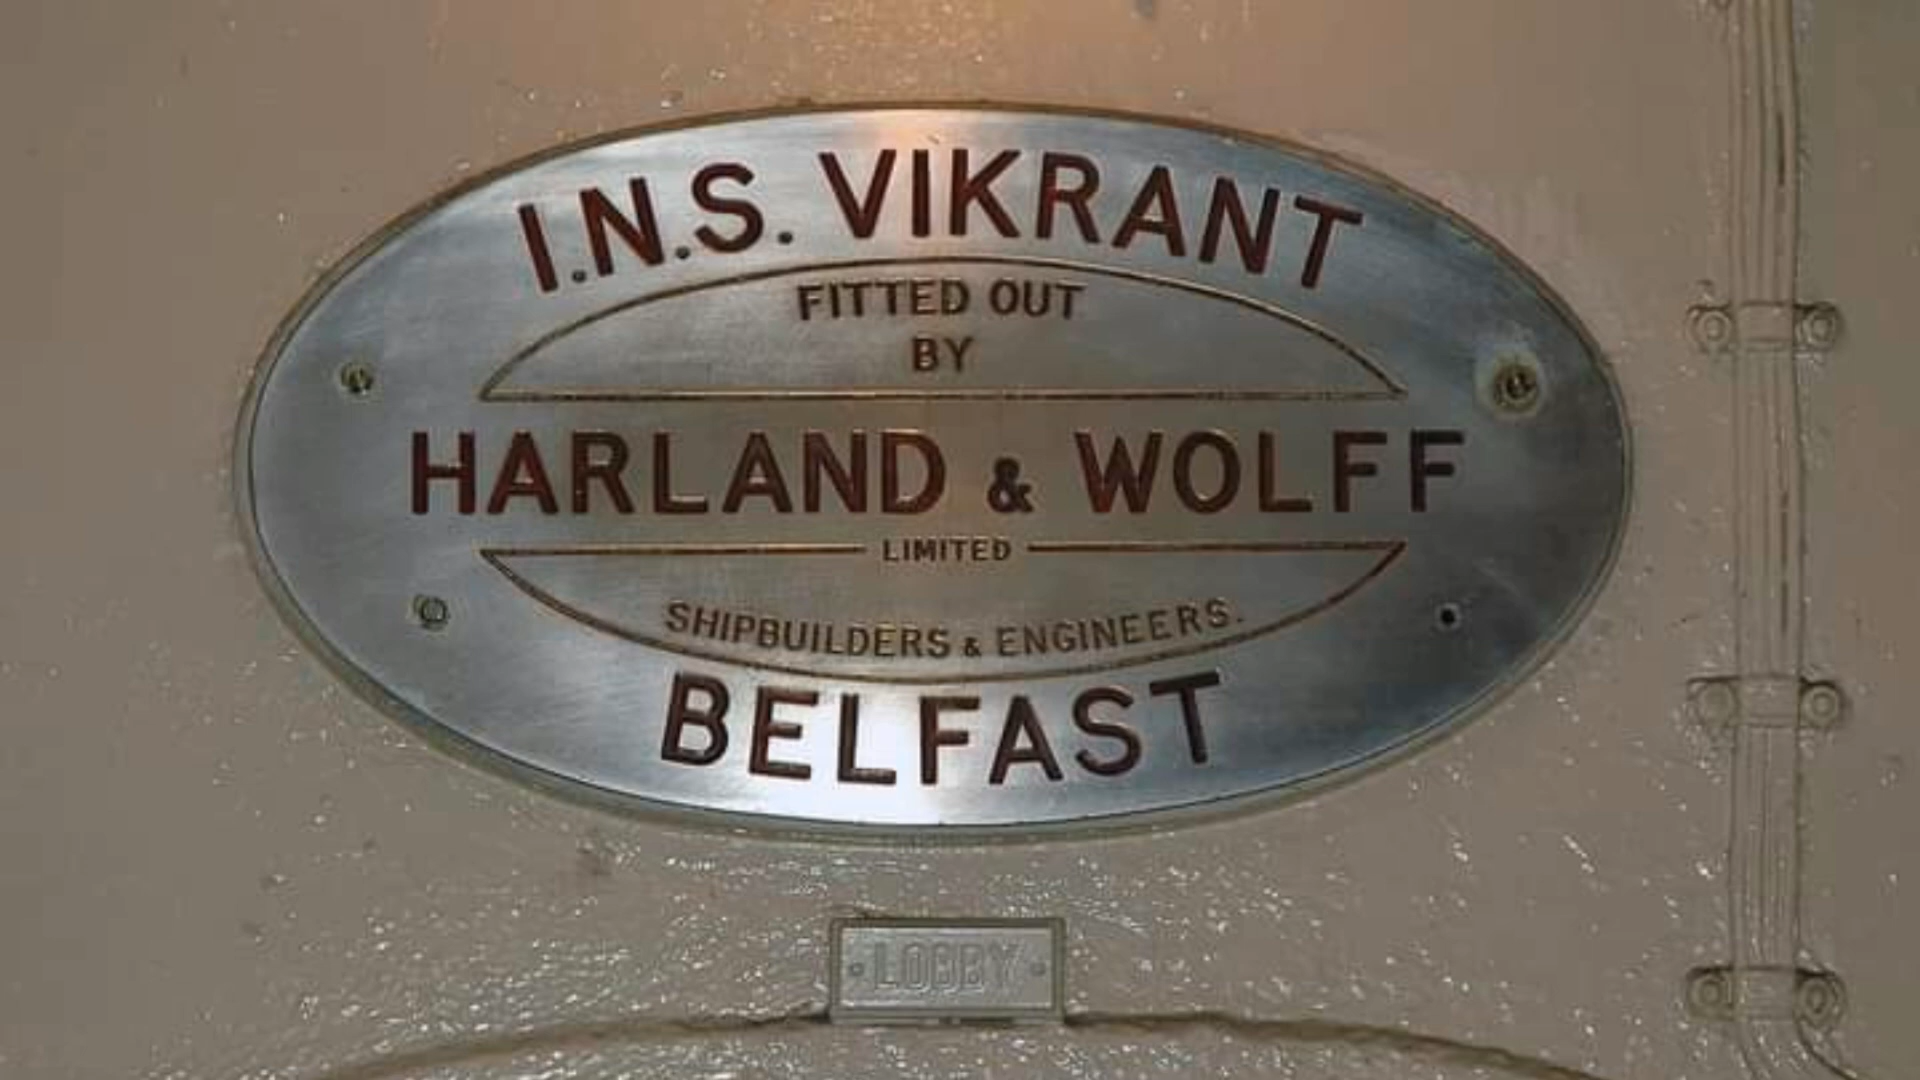 I.N.S. VIKRANT
FITTED OUT
BY
HARLAND & WOLFF
LIMITED
SHIPBUILDERS & ENGINEERS.
BELFAST
LOBBY